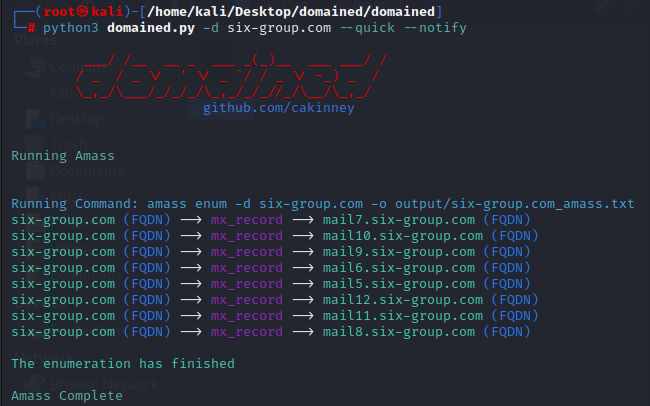 ┌──(root㉿kali)-[/home/kali/Desktop/domained/domained]
└─# python3 domained.py -d six-group.com --quick --notify
github.com/cakinney
Running Amass
Running Command: amass enum -d six-group.com -o output/six-group.com_amass.txt
six-group.com (FQDN) --> mx_record --> mail7.six-group.com (FQDN)
six-group.com (FQDN) --> mx_record --> mail10.six-group.com (FQDN)
six-group.com (FQDN) --> mx_record --> mail9.six-group.com (FQDN)
six-group.com (FQDN) --> mx_record --> mail6.six-group.com (FQDN)
six-group.com (FQDN) --> mx_record --> mail5.six-group.com (FQDN)
six-group.com (FQDN) --> mx_record --> mail12.six-group.com (FQDN)
six-group.com (FQDN) --> mx_record --> mail11.six-group.com (FQDN)
six-group.com (FQDN) --> mx_record --> mail8.six-group.com (FQDN)
The enumeration has finished
Amass Complete